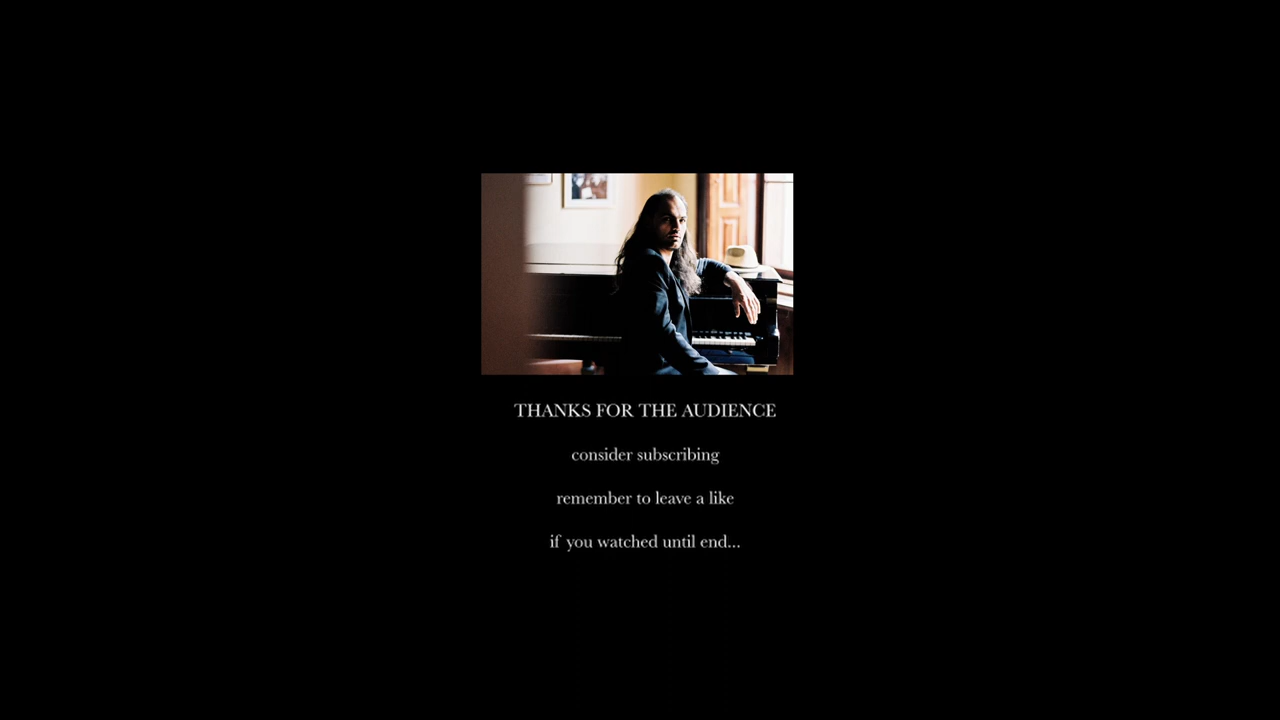 THANKS FOR THE AUDIENCE
consider subscribing
remember to leave a like
if you watched until end...